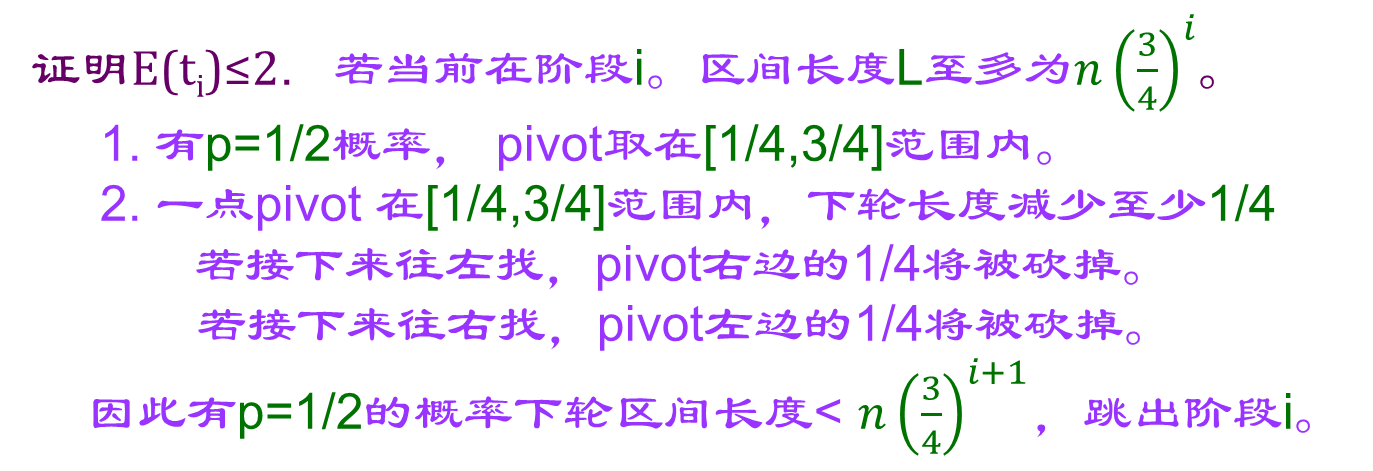 证明E(tᵢ)≤2. 若当前在阶段i。区间长度L至多为n(3/4)^i。
1. 有p=1/2概率， pivot取在[1/4,3/4]范围内。
2. 一点pivot 在[1/4,3/4]范围内，下轮长度减少至少1/4
若接下来往左找，pivot右边的1/4将被砍掉。
若接下来往右找，pivot左边的1/4将被砍掉。
因此有p=1/2的概率下轮区间长度< n(3/4)^{i+1}，跳出阶段i。